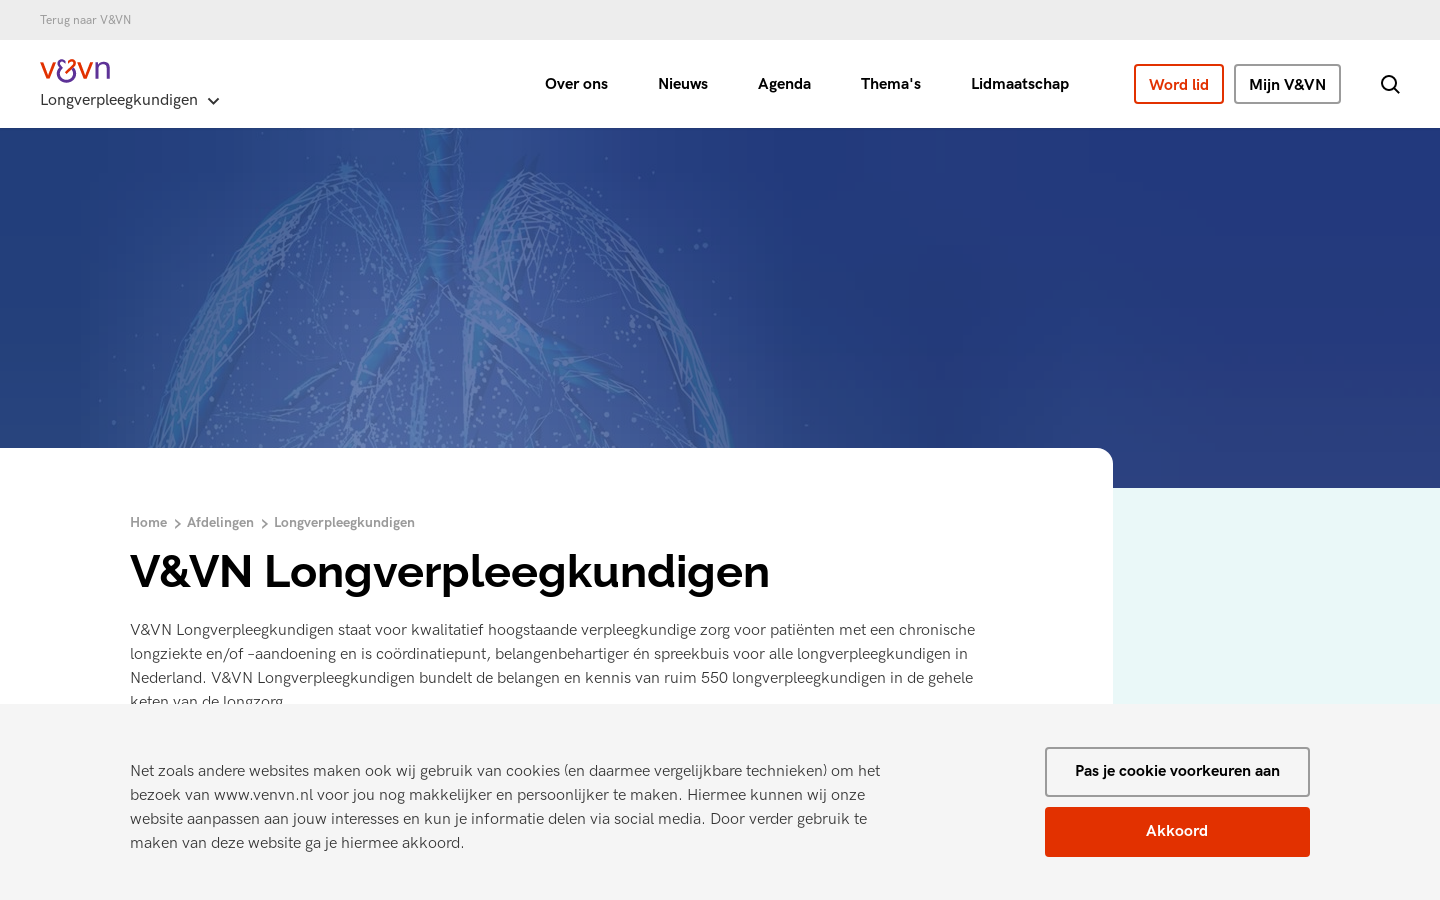 Terug naar V&VN
v&vn
Longverpleegkundigen
Over ons
Nieuws
Agenda
Thema's
Lidmaatschap
Word lid
Mijn V&VN
Home
Afdelingen
Longverpleegkundigen
V&VN Longverpleegkundigen
V&VN Longverpleegkundigen staat voor kwalitatief hoogstaande verpleegkundige zorg voor patiënten met een chronische
longziekte en/of –aandoening en is coördinatiepunt, belangenbehartiger én spreekbuis voor alle longverpleegkundigen in
Nederland. V&VN Longverpleegkundigen bundelt de belangen en kennis van ruim 550 longverpleegkundigen in de gehele
keten van de longzorg.
Net zoals andere websites maken ook wij gebruik van cookies (en daarmee vergelijkbare technieken) om het
bezoek van www.venvn.nl voor jou nog makkelijker en persoonlijker te maken. Hiermee kunnen wij onze
website aanpassen aan jouw interesses en kun je informatie delen via social media. Door verder gebruik te
maken van deze website ga je hiermee akkoord.
Pas je cookie voorkeuren aan
Akkoord